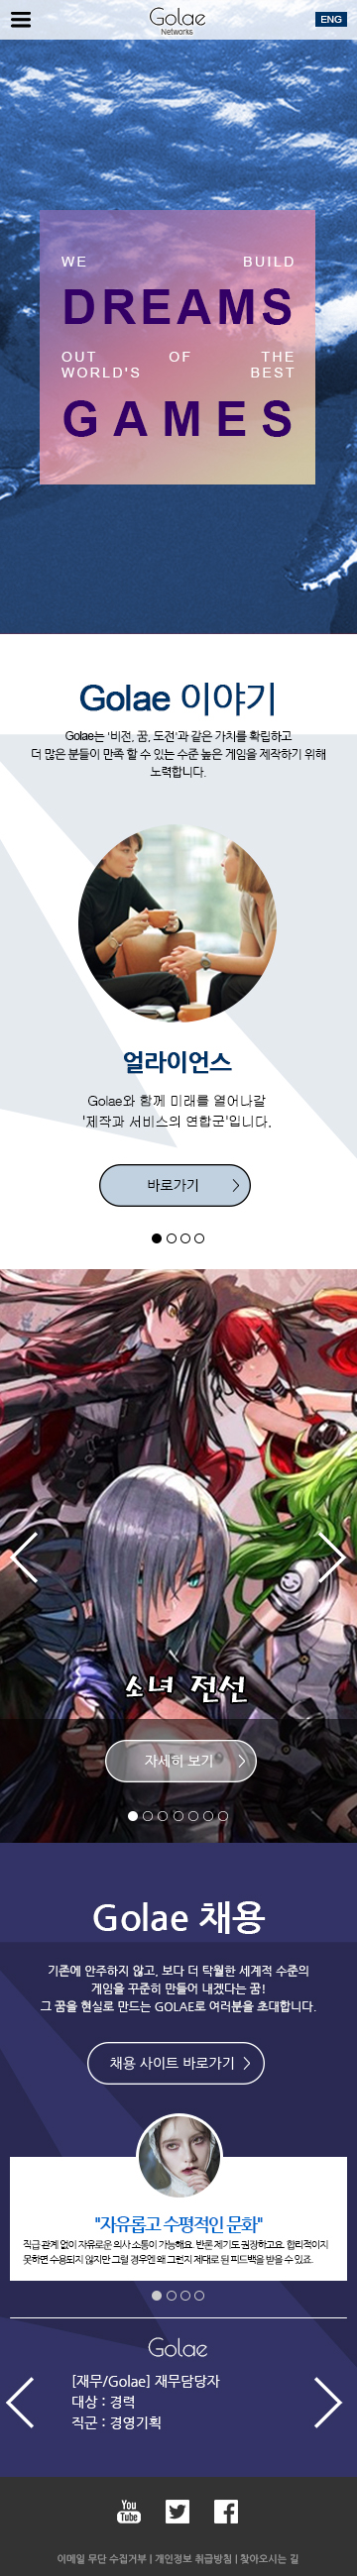 Golae
Networks
ENG
WE BUILD
DREAMS
OUT OF THE
WORLD'S BEST
GAMES
Golae 이야기
Golae는 '비전, 꿈, 도전'과 같은 가치를 확립하고
더 많은 분들이 만족 할 수 있는 수준 높은 게임을 제작하기 위해
노력합니다.
얼라이언스
Golae와 함께 미래를 열어나갈
'제작과 서비스의 연합군'입니다.
바로가기
소녀 전선
자세히 보기
Golae 채용
기존에 안주하지 않고, 보다 더 탁월한 세계적 수준의
게임을 꾸준히 만들어 내겠다는 꿈!
그 꿈을 현실로 만드는 GOLAE로 여러분을 초대합니다.
채용 사이트 바로가기
"자유롭고 수평적인 문화"
직급 관계 없이 자유로운 의사 소통이 가능해요. 반론 제기도 권장하고요. 합리적이지
못하면 수용되지 않지만 그럴 경우엔 왜 그런지 제대로 된 피드백을 받을 수 있죠.
Golae
[재무/Golae] 재무담당자
대상 : 경력
직군 : 경영기획
You
Tube
이메일 무단 수집거부 | 개인정보 취급방침 | 찾아오시는 길